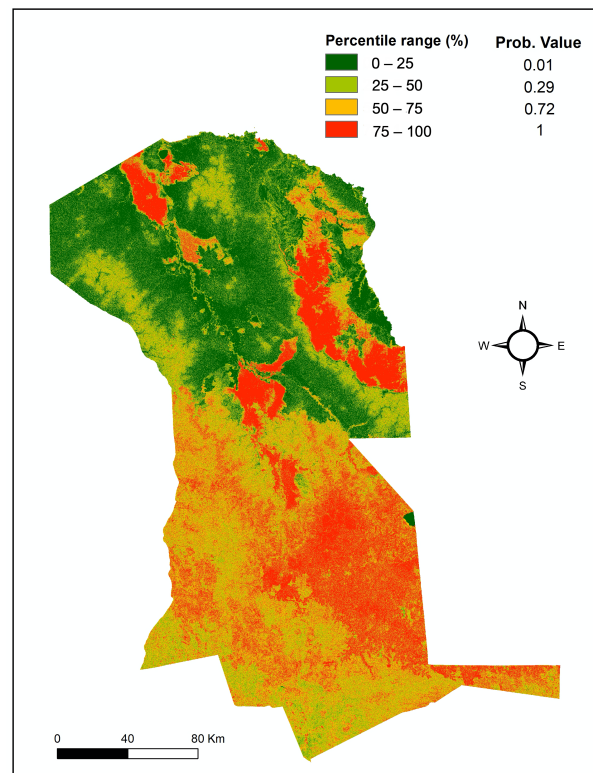 Percentile range (%) Prob. Value
0 – 25 0.01
25 – 50 0.29
50 – 75 0.72
75 – 100 1
N
W E
S
0 40 80 Km